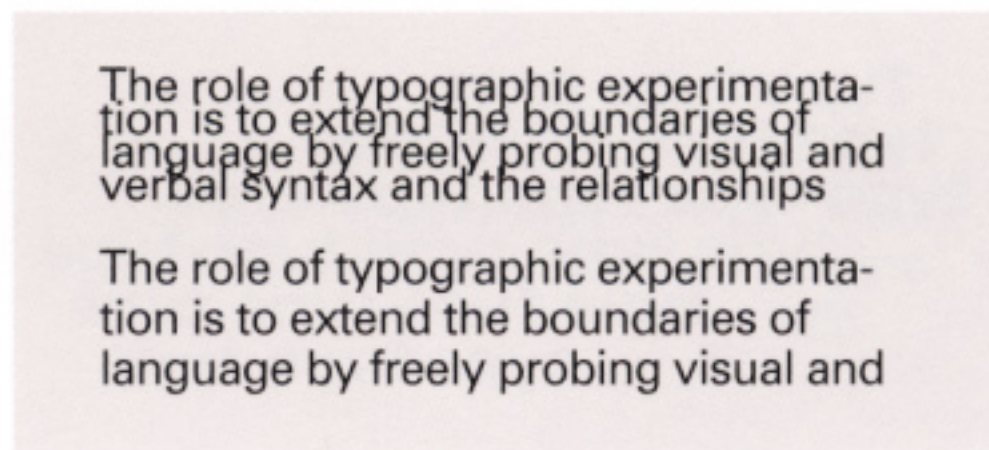 The role of typographic experimenta-
tion is to extend the boundaries of
language by freely probing visual and
verbal syntax and the relationships
The role of typographic experimenta-
tion is to extend the boundaries of
language by freely probing visual and